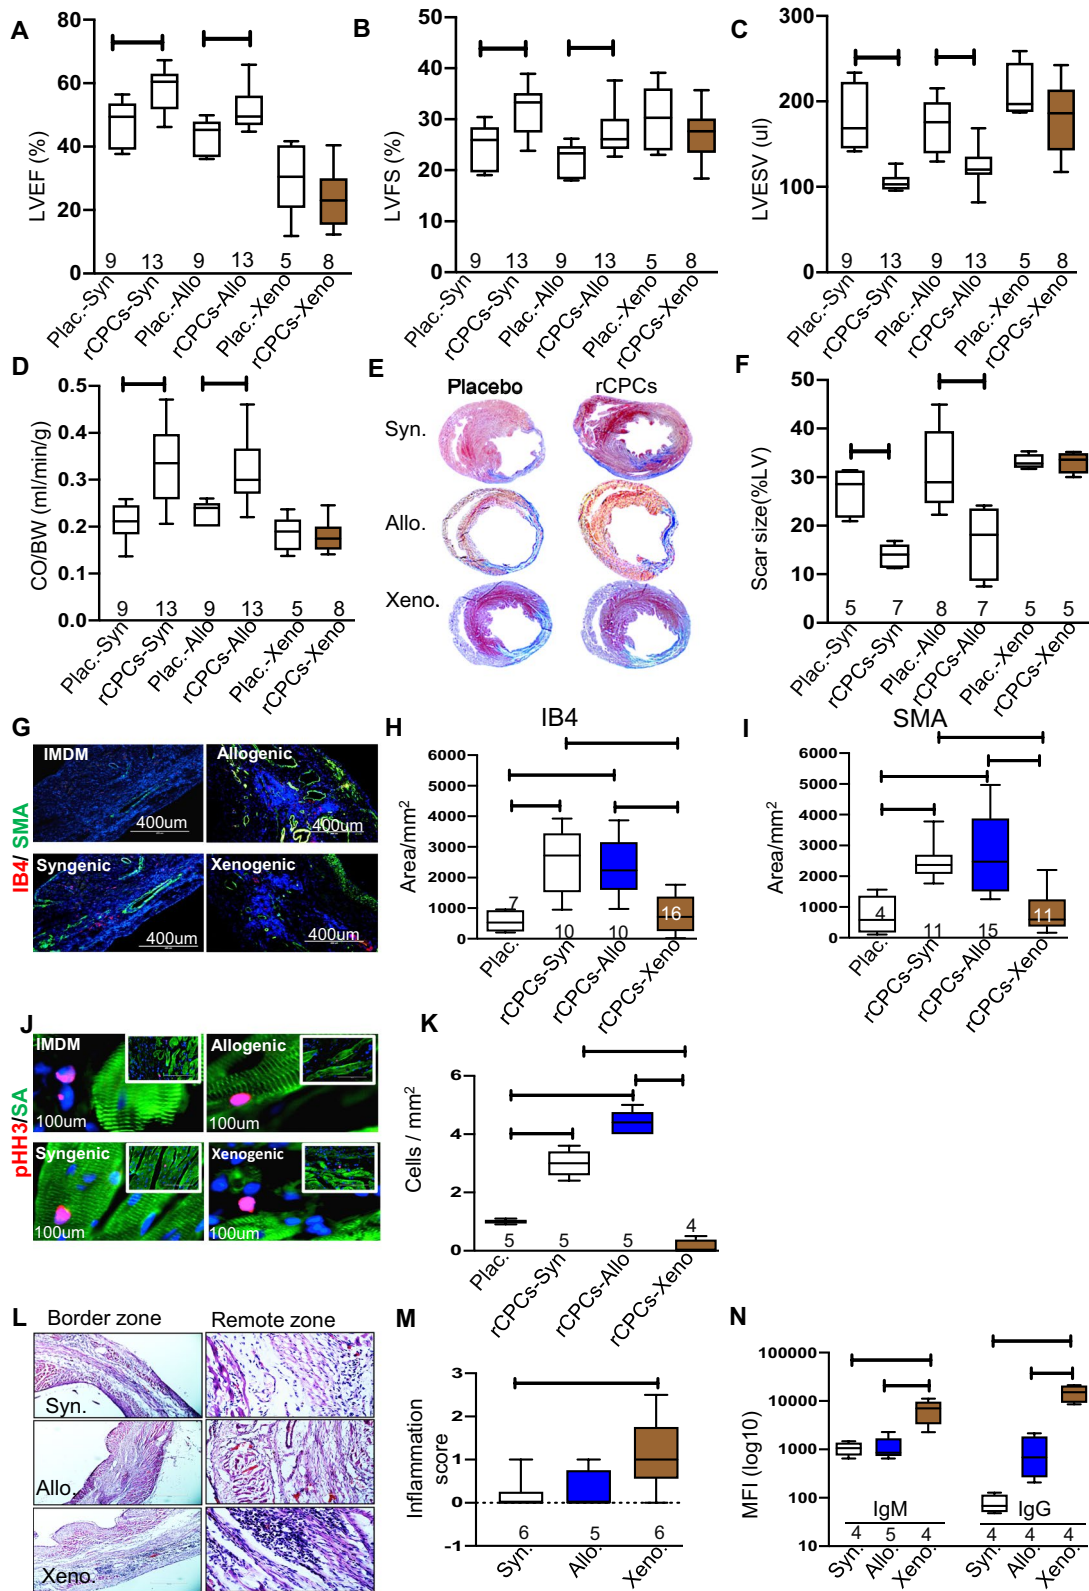 A
LVEF (%)
80
60
40
20
0
9
13
9
13
5
8
Plac.-Syn
rCPCs-Syn
Plac.-Allo
rCPCs-Allo
Plac.-Xeno
rCPCs-Xeno
B
LVFS (%)
50
40
30
20
10
0
9
13
9
13
5
8
Plac.-Syn
rCPCs-Syn
Plac.-Allo
rCPCs-Allo
Plac.-Xeno
rCPCs-Xeno
C
LVESV (ul)
300
200
100
0
9
13
9
13
5
8
Plac.-Syn
rCPCs-Syn
Plac.-Allo
rCPCs-Allo
Plac.-Xeno
rCPCs-Xeno
D
CO/BW (ml/min/g)
0.5
0.4
0.3
0.2
0.1
0.0
9
13
9
13
5
8
Plac.-Syn
rCPCs-Syn
Plac.-Allo
rCPCs-Allo
Plac.-Xeno
rCPCs-Xeno
E
Placebo
rCPCs
Syn.
Allo.
Xeno.
F
Scar size(%LV)
50
40
30
20
10
0
5
7
8
7
5
5
Plac.-Syn
rCPCs-Syn
Plac.-Allo
rCPCs-Allo
Plac.-Xeno
rCPCs-Xeno
G
IB4/ SMA
IMDM
400um
Allogenic
400um
Syngenic
400um
Xenogenic
400um
H
IB4
Area/mm2
6000
5000
4000
3000
2000
1000
0
7
10
10
16
Plac.
rCPCs-Syn
rCPCs-Allo
rCPCs-Xeno
I
SMA
Area/mm2
6000
5000
4000
3000
2000
1000
0
4
11
15
11
Plac.
rCPCs-Syn
rCPCs-Allo
rCPCs-Xeno
J
pHH3/SA
IMDM
100um
Allogenic
100um
Syngenic
100um
Xenogenic
100um
K
Cells / mm2
6
4
2
0
5
5
5
4
Plac.
rCPCs-Syn
rCPCs-Allo
rCPCs-Xeno
L
Border zone
Remote zone
Syn.
Allo.
Xeno.
M
Inflammation
score
3
2
1
0
-1
6
5
6
Syn.
Allo.
Xeno.
N
MFI (log10)
100000
10000
1000
100
10
IgM
IgG
4
5
4
4
4
4
Syn.
Allo.
Xeno.
Syn.
Allo.
Xeno.